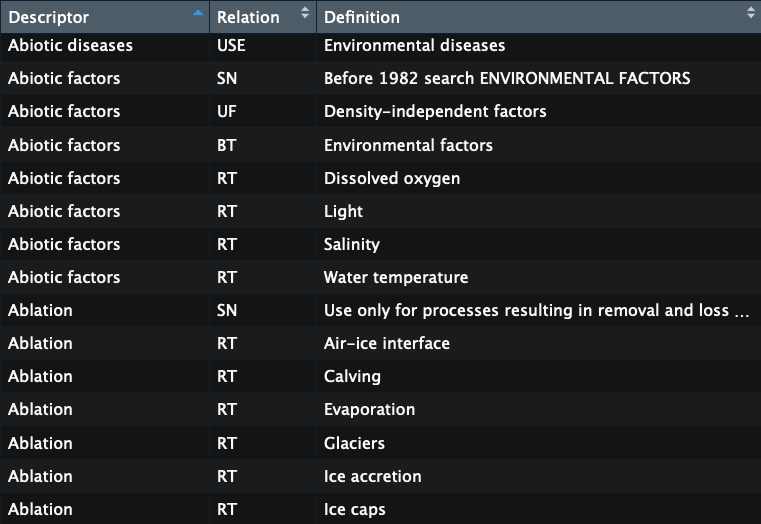 Descriptor Relation Definition
Abiotic diseases USE Environmental diseases
Abiotic factors SN Before 1982 search ENVIRONMENTAL FACTORS
Abiotic factors UF Density-independent factors
Abiotic factors BT Environmental factors
Abiotic factors RT Dissolved oxygen
Abiotic factors RT Light
Abiotic factors RT Salinity
Abiotic factors RT Water temperature
Ablation SN Use only for processes resulting in removal and loss ...
Ablation RT Air-ice interface
Ablation RT Calving
Ablation RT Evaporation
Ablation RT Glaciers
Ablation RT Ice accretion
Ablation RT Ice caps